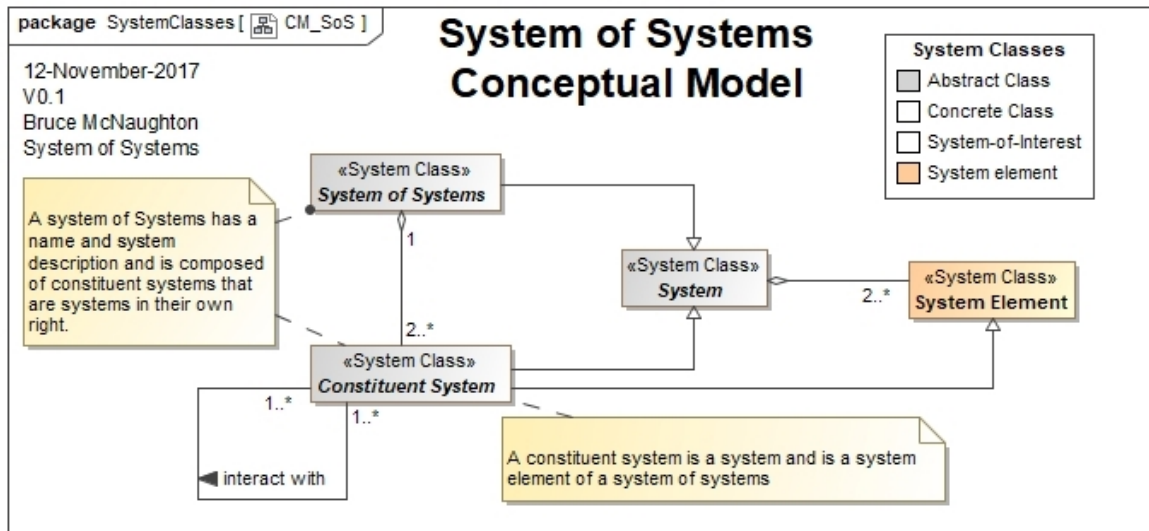 package SystemClasses [ CM_SoS ]
System of Systems
Conceptual Model
12-November-2017
V0.1
Bruce McNaughton
System of Systems
System Classes
Abstract Class
Concrete Class
System-of-Interest
System element
«System Class»
System of Systems
A system of Systems has a
name and system
description and is composed
of constituent systems that
are systems in their own
right.
1
2..*
«System Class»
System
2..*
«System Class»
System Element
«System Class»
Constituent System
1..*
1..*
interact with
A constituent system is a system and is a system
element of a system of systems